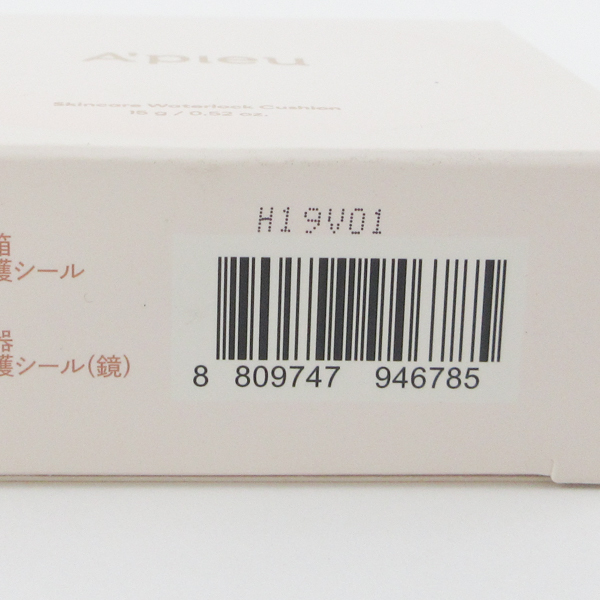 A'pieu
Skincare Waterlock Cushion
15 g / 0.52 oz.
H19V01
箱
護シール
器
護シール(鏡)
8 809747 946785